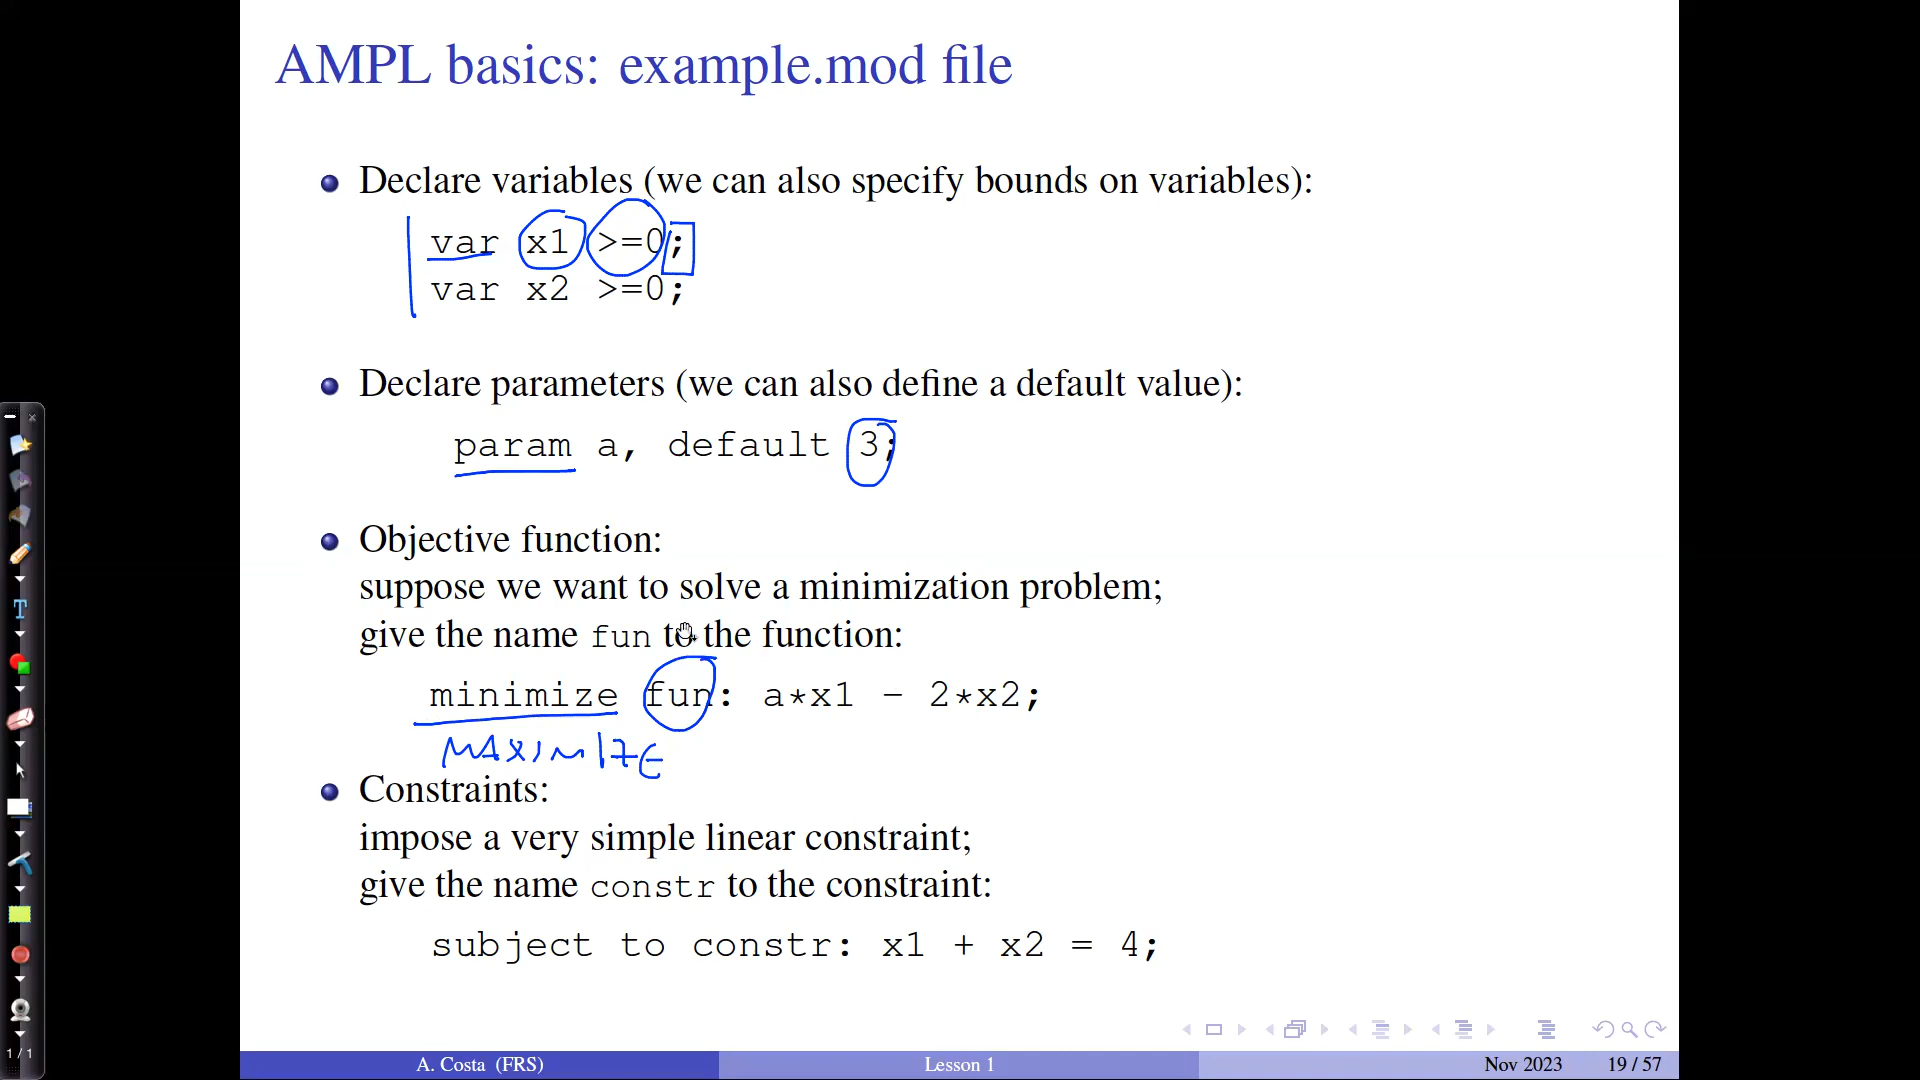 AMPL basics: example.mod file
Declare variables (we can also specify bounds on variables):
var x1 >=0;
var x2 >=0;
Declare parameters (we can also define a default value):
param a, default 3;
Objective function:
suppose we want to solve a minimization problem;
give the name fun to the function:
minimize fun: a*x1 - 2*x2;
MAXIMIZE
Constraints:
impose a very simple linear constraint;
give the name constr to the constraint:
subject to constr: x1 + x2 = 4;
1 / 1
A. Costa (FRS) Lesson 1 Nov 2023 19 / 57